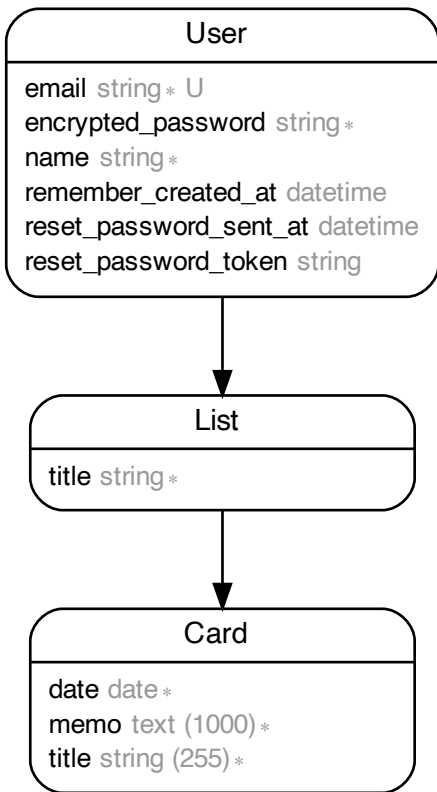 User
email string * U
encrypted_password string *
name string *
remember_created_at datetime
reset_password_sent_at datetime
reset_password_token string
List
title string *
Card
date date *
memo text (1000) *
title string (255) *